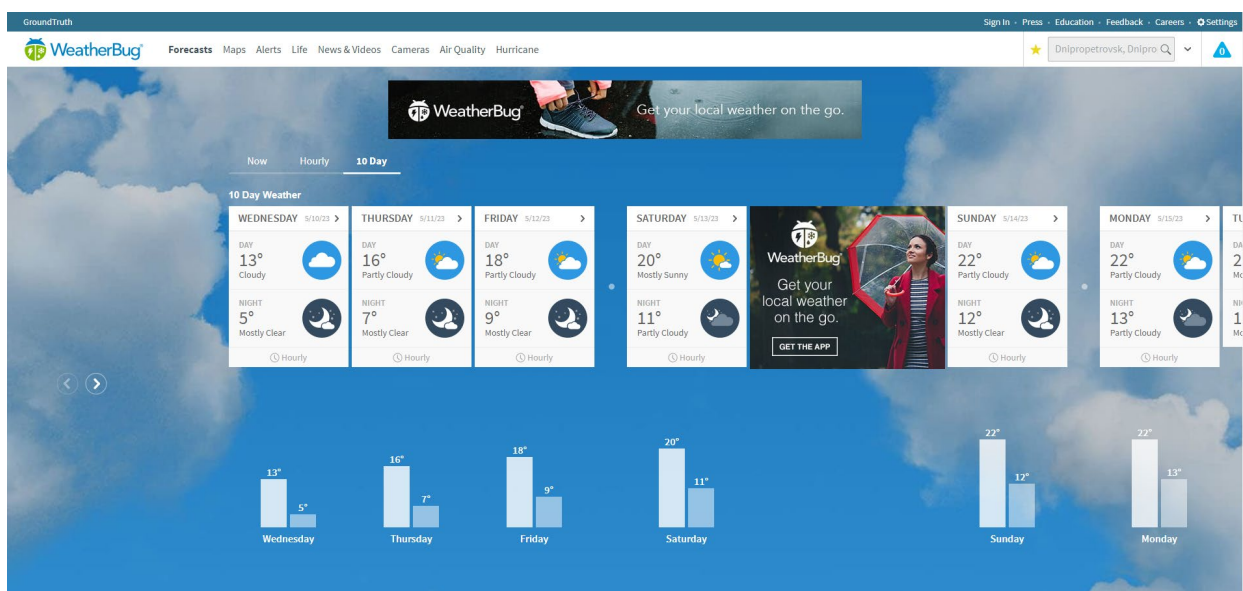 GroundTruth
Sign In · Press · Education · Feedback · Careers · Settings
WeatherBug
Forecasts Maps Alerts Life News & Videos Cameras Air Quality Hurricane
Dnipropetrovsk, Dnipro
0
WeatherBug
Get your local weather on the go.
Now Hourly 10 Day
10 Day Weather
WEDNESDAY 5/10/23
DAY
13°
Cloudy
NIGHT
5°
Mostly Clear
Hourly
THURSDAY 5/11/23
DAY
16°
Partly Cloudy
NIGHT
7°
Mostly Clear
Hourly
FRIDAY 5/12/23
DAY
18°
Partly Cloudy
NIGHT
9°
Mostly Clear
Hourly
SATURDAY 5/13/23
DAY
20°
Mostly Sunny
NIGHT
11°
Partly Cloudy
Hourly
WeatherBug
Get your
local weather
on the go.
GET THE APP
SUNDAY 5/14/23
DAY
22°
Partly Cloudy
NIGHT
12°
Mostly Clear
Hourly
MONDAY 5/15/23
DAY
22°
Partly Cloudy
NIGHT
13°
Partly Cloudy
Hourly
13° 5°
Wednesday
16° 7°
Thursday
18° 9°
Friday
20° 11°
Saturday
22° 12°
Sunday
22° 13°
Monday